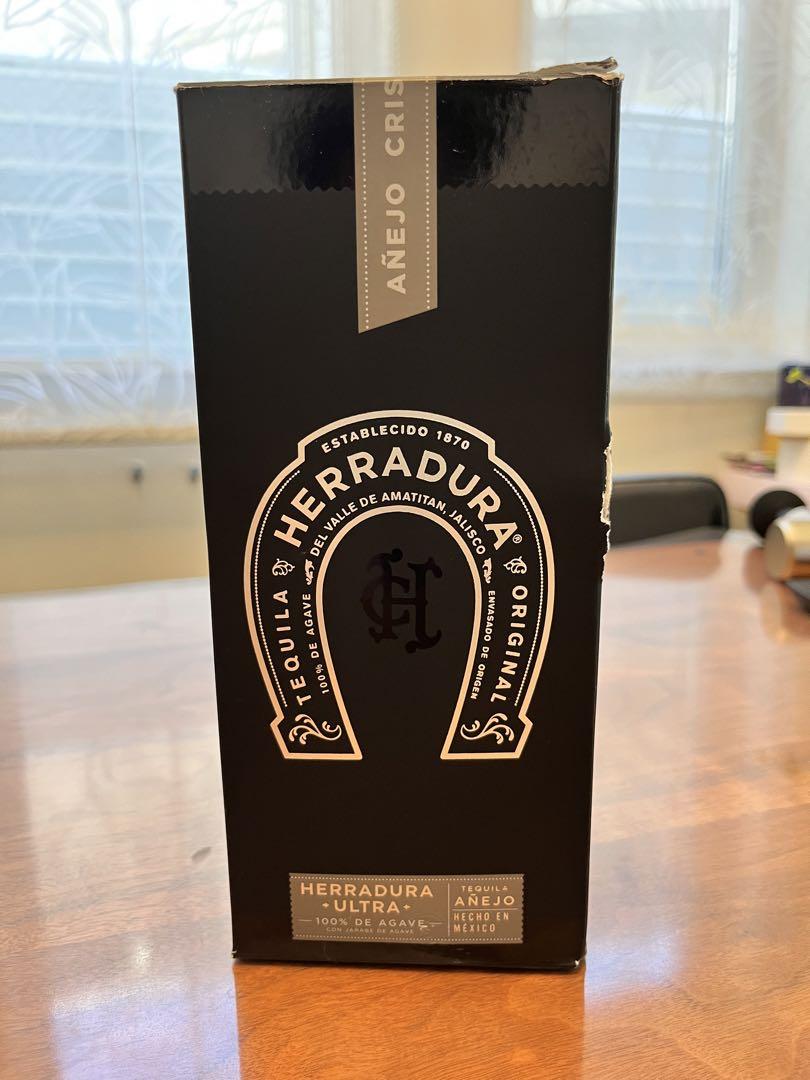 AÑEJO CRIS
ESTABLECIDO 1870
HERRADURA®
DEL VALLE DE AMATITAN, JALISCO
TEQUILA
100% DE AGAVE
ENVASADO DE ORIGEN
ORIGINAL
CH
HERRADURA
ULTRA
100% DE AGAVE
CON JARABE DE AGAVE
TEQUILA
AÑEJO
HECHO EN
MÉXICO